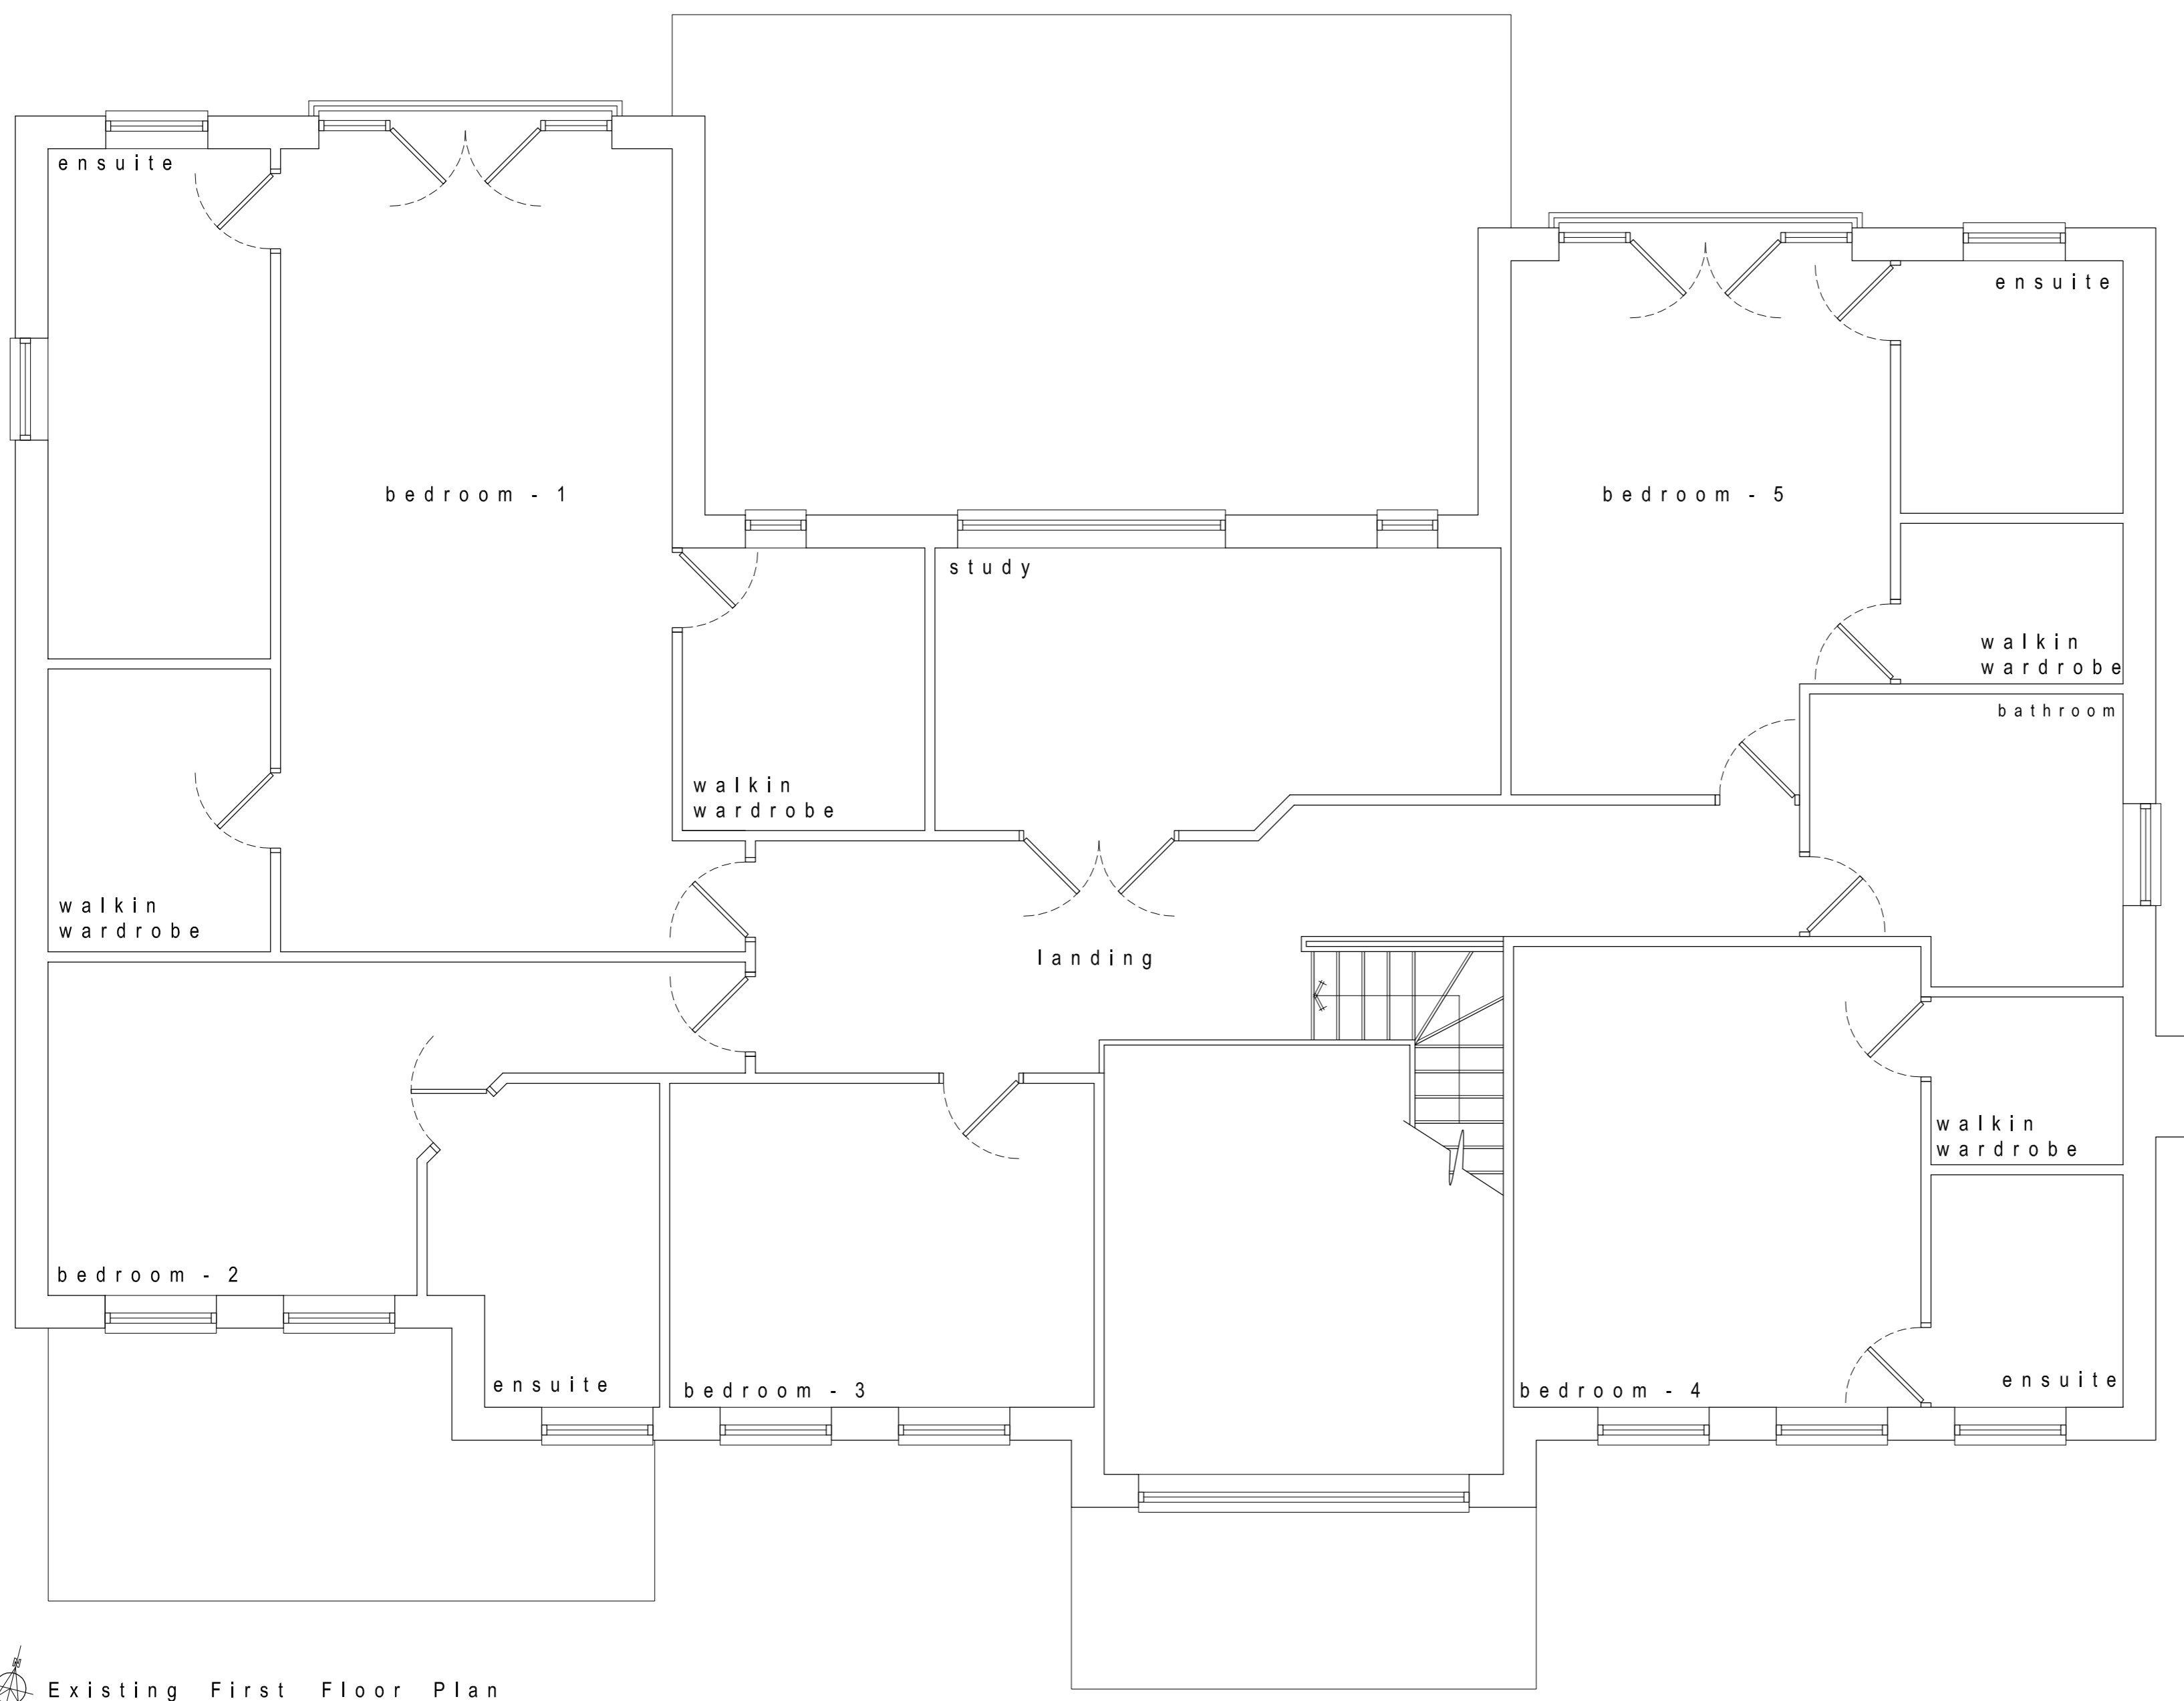 ensuite
ensuite
bedroom - 1
bedroom - 5
study
walkin
wardrobe
bathroom
walkin
wardrobe
walkin
wardrobe
landing
walkin
wardrobe
bedroom - 2
ensuite
bedroom - 3
bedroom - 4
ensuite
N
Existing First Floor Plan